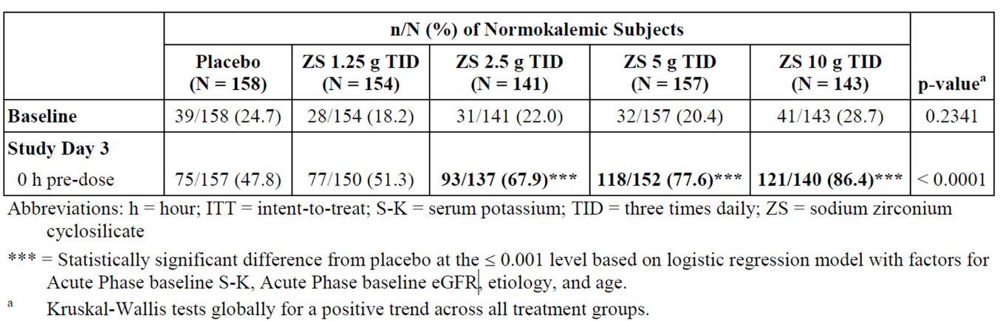 n/N (%) of Normokalemic Subjects
Placebo ZS 1.25 g TID ZS 2.5 g TID ZS 5 g TID ZS 10 g TID
(N = 158) (N = 154) (N = 141) (N = 157) (N = 143) p-valueᵃ
Baseline 39/158 (24.7) 28/154 (18.2) 31/141 (22.0) 32/157 (20.4) 41/143 (28.7) 0.2341
Study Day 3
0 h pre-dose 75/157 (47.8) 77/150 (51.3) 93/137 (67.9)*** 118/152 (77.6)*** 121/140 (86.4)*** < 0.0001
Abbreviations: h = hour; ITT = intent-to-treat; S-K = serum potassium; TID = three times daily; ZS = sodium zirconium
cyclosilicate
*** = Statistically significant difference from placebo at the ≤ 0.001 level based on logistic regression model with factors for
Acute Phase baseline S-K, Acute Phase baseline eGFR, etiology, and age.
ᵃ Kruskal-Wallis tests globally for a positive trend across all treatment groups.